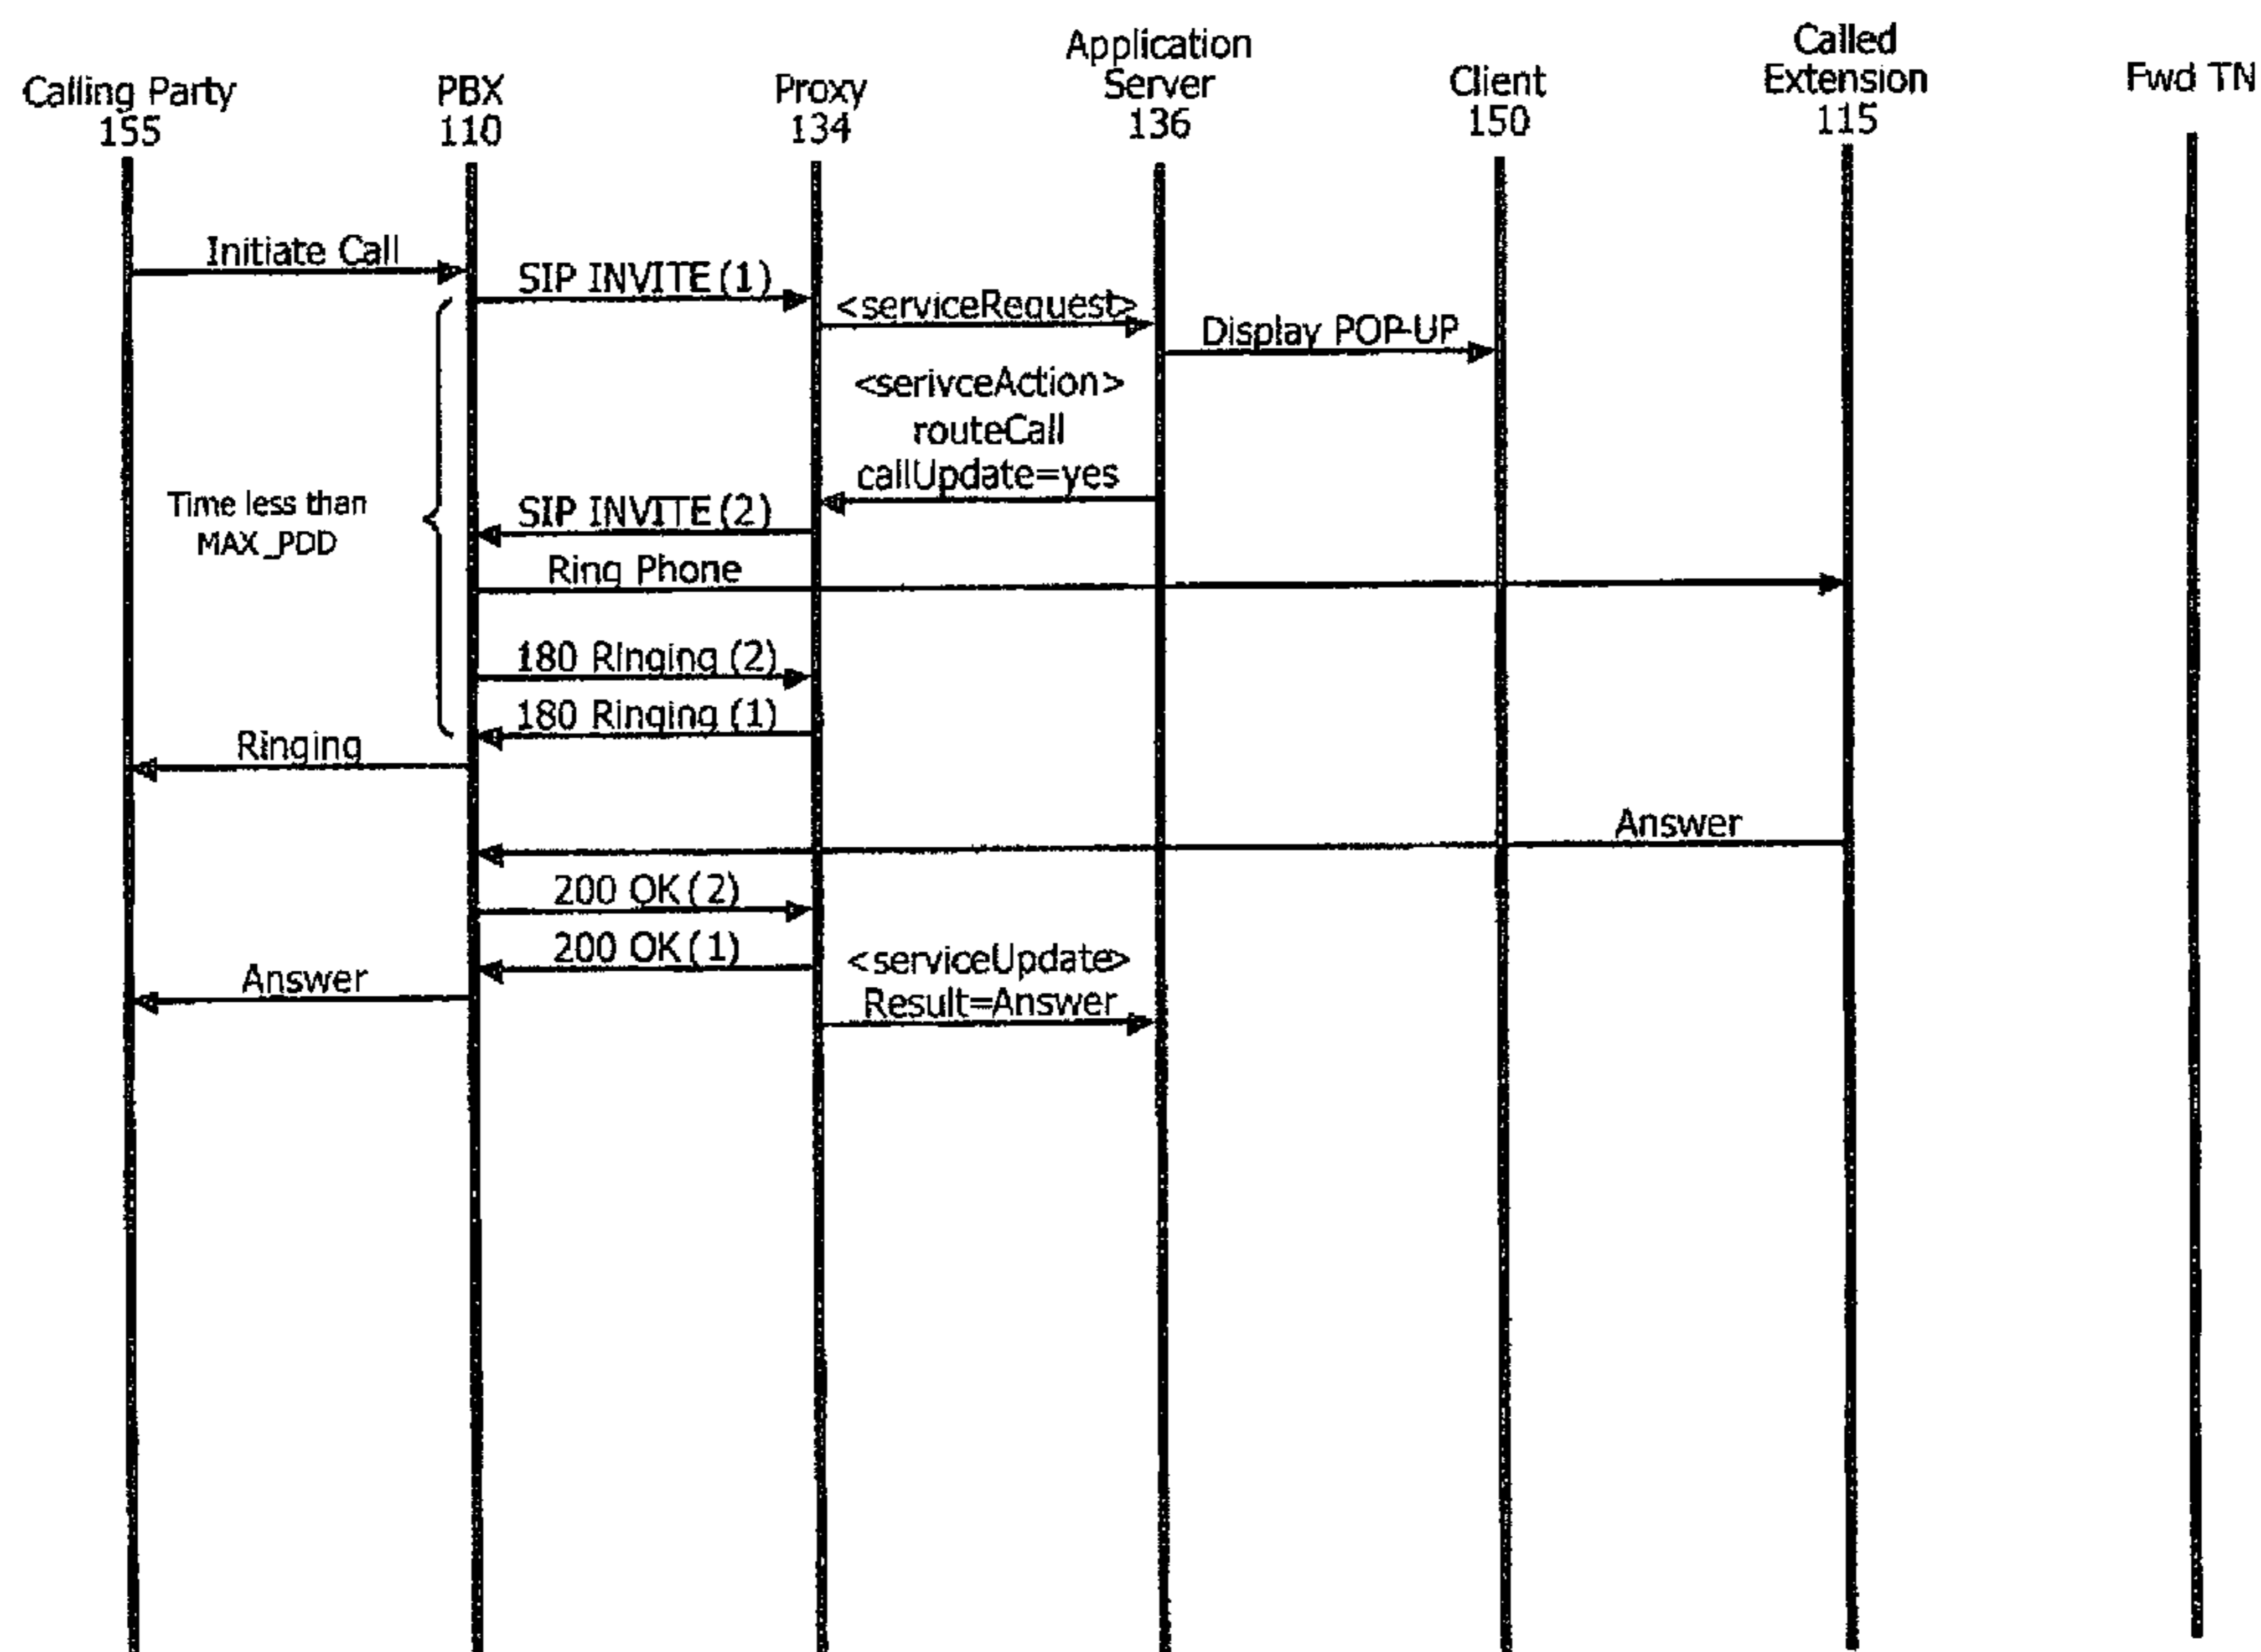 Calling Party
155
PBX
110
Proxy
134
Application
Server
136
Client
150
Called
Extension
115
Fwd TN
Initiate Call
SIP INVITE (1)
<serviceRequest>
Display POP-UP
<serivceAction>
routeCall
callUpdate=yes
Time less than
MAX_PDD
SIP INVITE (2)
Ring Phone
180 Ringing (2)
180 Ringing (1)
Ringing
Answer
200 OK (2)
200 OK (1)
Answer
<serviceUpdate>
Result=Answer